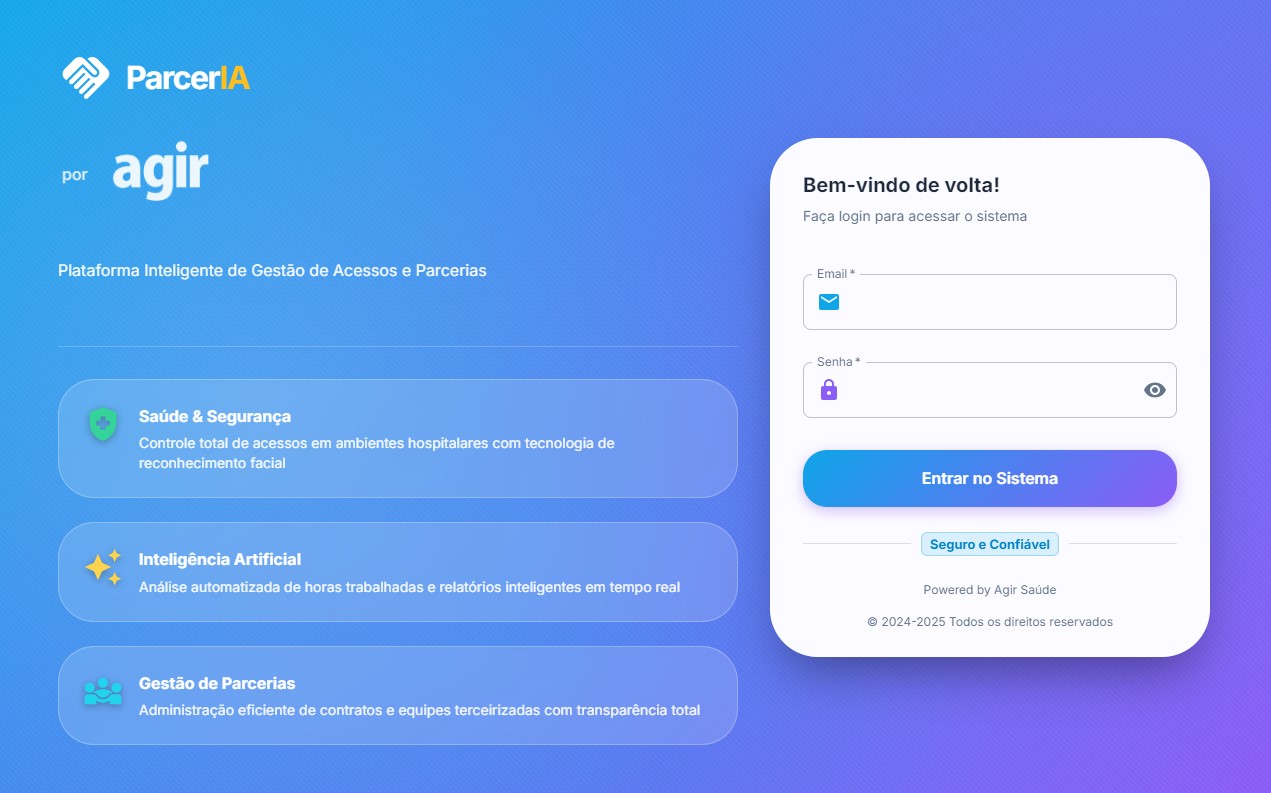 ParcerIA
por agir
Plataforma Inteligente de Gestão de Acessos e Parcerias
Saúde & Segurança
Controle total de acessos em ambientes hospitalares com tecnologia de
reconhecimento facial
Inteligência Artificial
Análise automatizada de horas trabalhadas e relatórios inteligentes em tempo real
Gestão de Parcerias
Administração eficiente de contratos e equipes terceirizadas com transparência total
Bem-vindo de volta!
Faça login para acessar o sistema
Email *
Senha *
Entrar no Sistema
Seguro e Confiável
Powered by Agir Saúde
© 2024-2025 Todos os direitos reservados